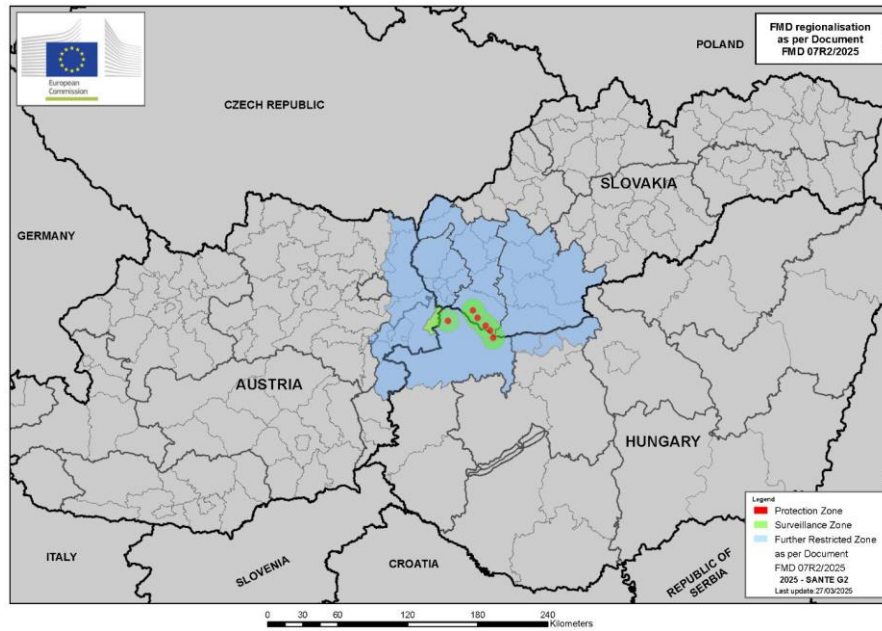 European
Commission
FMD regionalisation
as per Document
FMD 07R2/2025
POLAND
CZECH REPUBLIC
SLOVAKIA
GERMANY
AUSTRIA
HUNGARY
ITALY
SLOVENIA
CROATIA
REPUBLIC OF
SERBIA
Legend
Protection Zone
Surveillance Zone
Further Restricted Zone
as per Document
FMD 07R2/2025
2025 - SANTE G2
Last update:27/03/2025
0 30 60 120 180 240
Kilometers